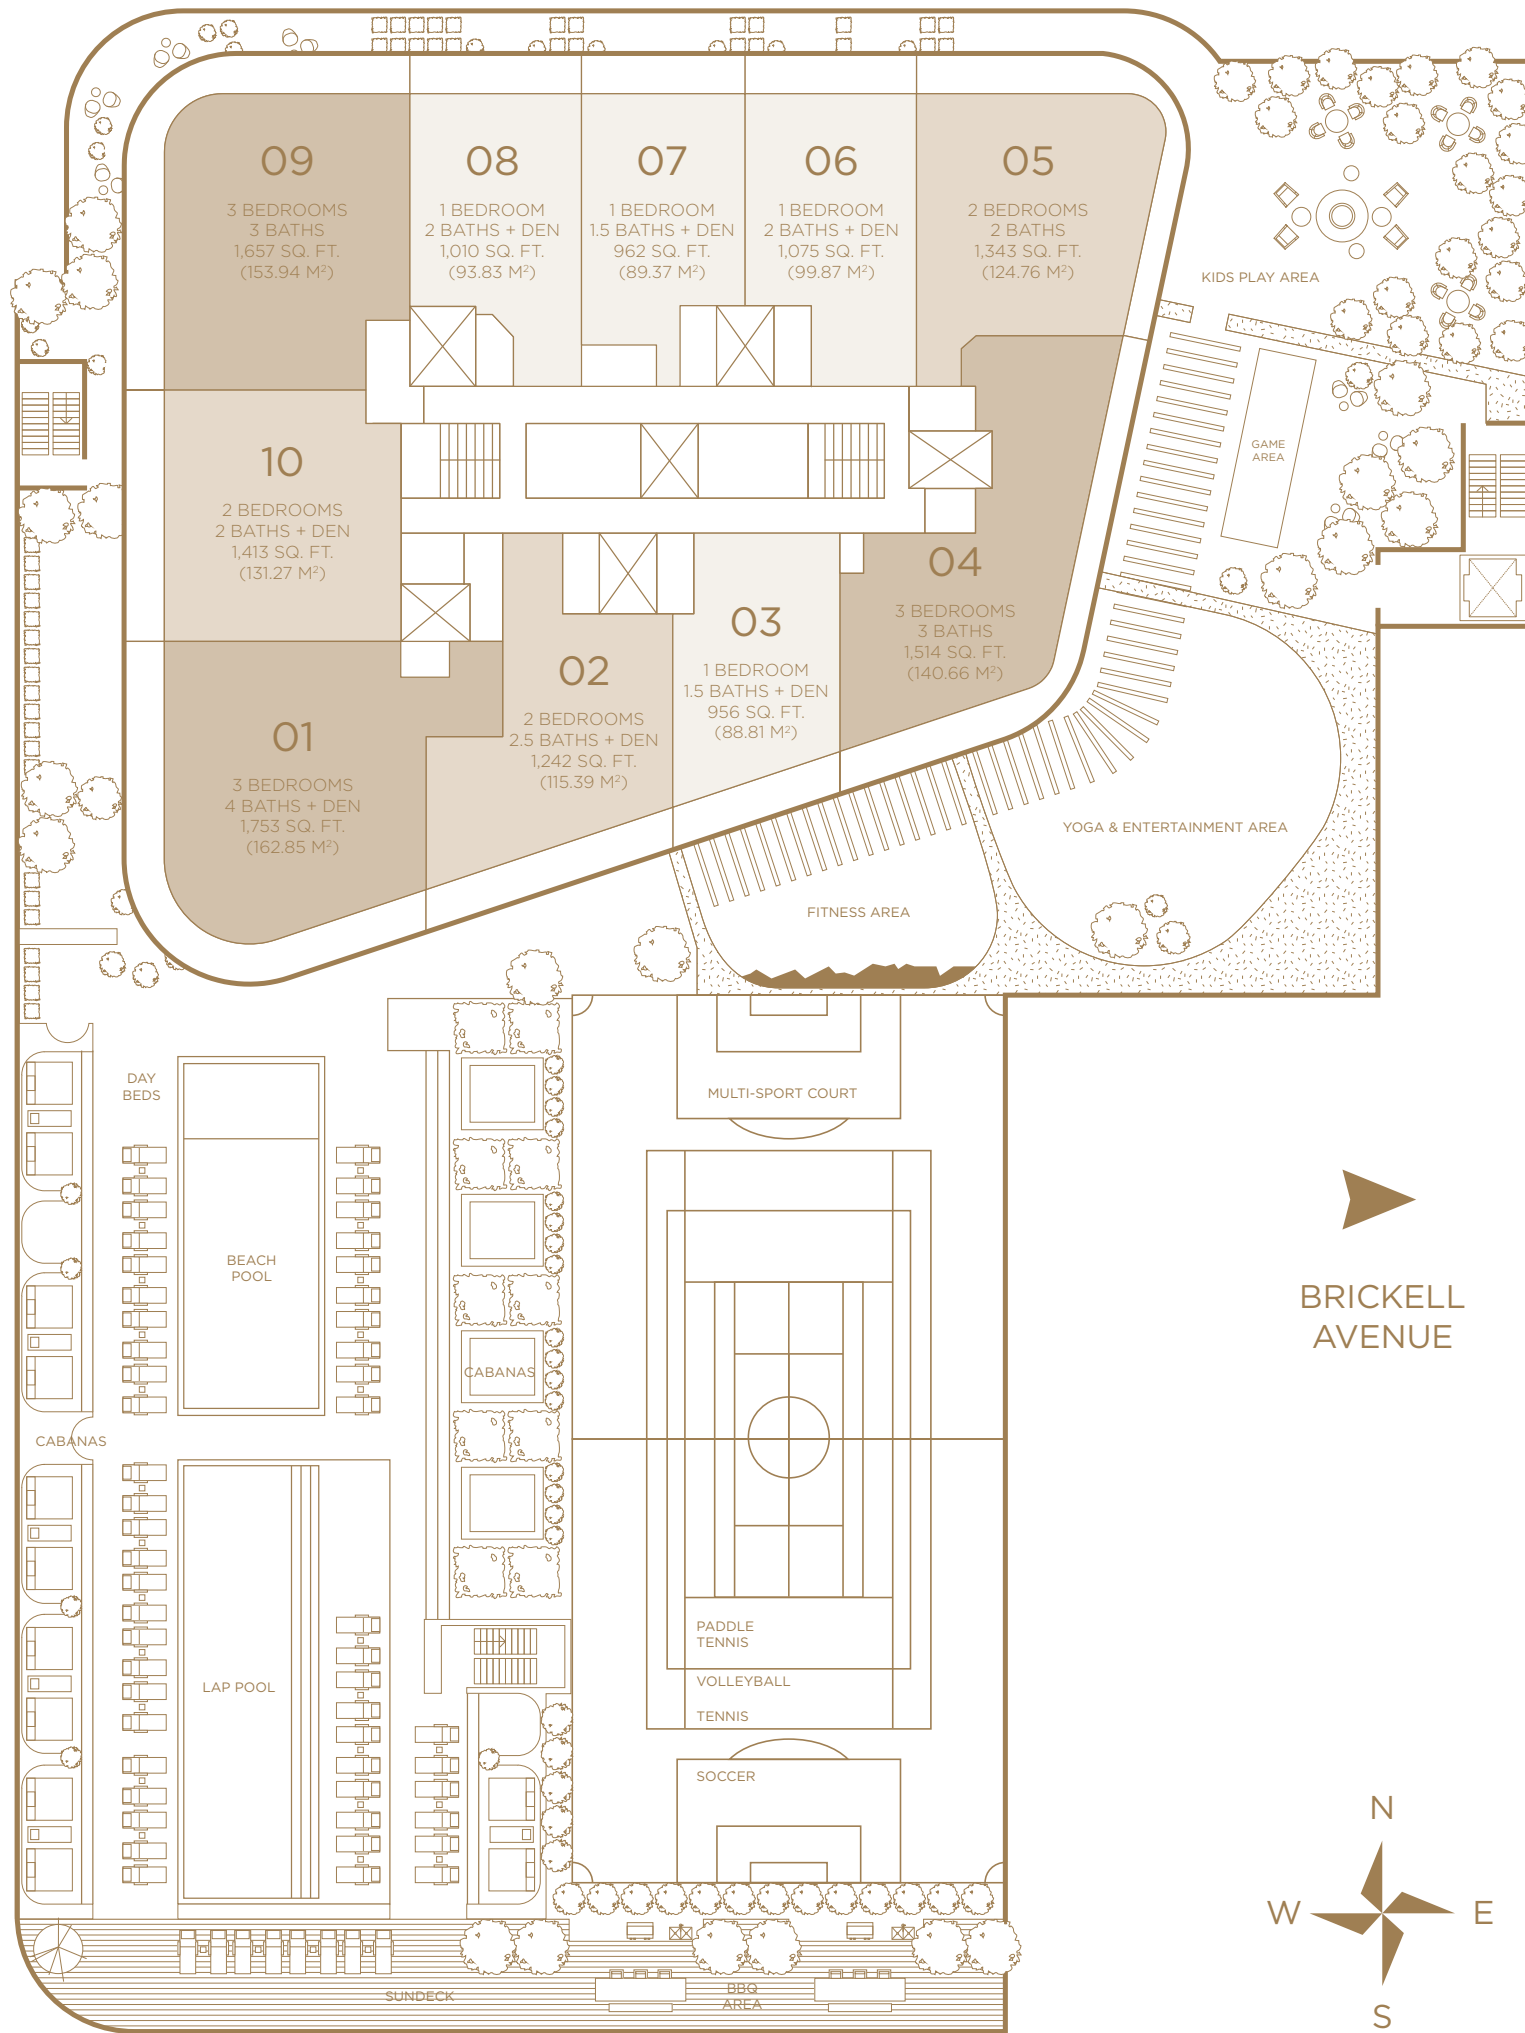 09
3 BEDROOMS
3 BATHS
1,657 SQ. FT.
(153.94 M²)
08
1 BEDROOM
2 BATHS + DEN
1,010 SQ. FT.
(93.83 M²)
07
1 BEDROOM
1.5 BATHS + DEN
962 SQ. FT.
(89.37 M²)
06
1 BEDROOM
2 BATHS + DEN
1,075 SQ. FT.
(99.87 M²)
05
2 BEDROOMS
2 BATHS
1,343 SQ. FT.
(124.76 M²)
KIDS PLAY AREA
GAME
AREA
10
2 BEDROOMS
2 BATHS + DEN
1,413 SQ. FT.
(131.27 M²)
04
3 BEDROOMS
3 BATHS
1,514 SQ. FT.
(140.66 M²)
03
1 BEDROOM
1.5 BATHS + DEN
956 SQ. FT.
(88.81 M²)
02
2 BEDROOMS
2.5 BATHS + DEN
1,242 SQ. FT.
(115.39 M²)
01
3 BEDROOMS
4 BATHS + DEN
1,753 SQ. FT.
(162.85 M²)
YOGA & ENTERTAINMENT AREA
FITNESS AREA
DAY
BEDS
MULTI-SPORT COURT
BEACH
POOL
BRICKELL
AVENUE
CABANAS
CABANAS
PADDLE
TENNIS
VOLLEYBALL
LAP POOL
TENNIS
SOCCER
N
W
E
S
SUNDECK
BBQ
AREA